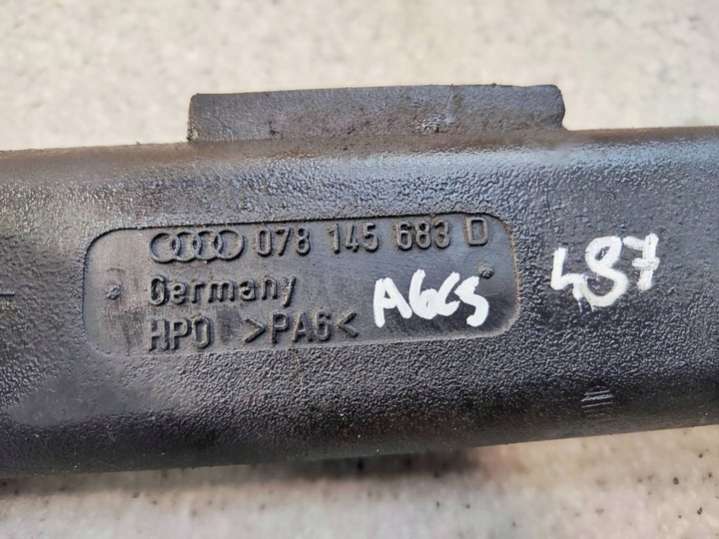 078 145 683 D
Germany
HPO >PA6<
A6C5
487